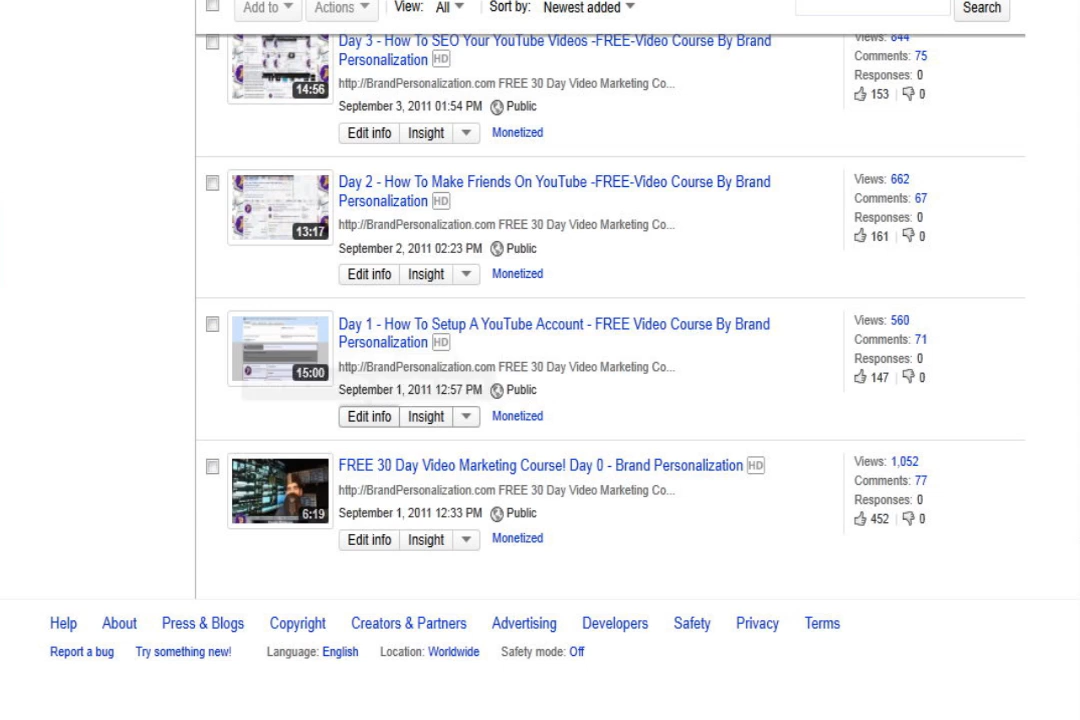 Add to Actions View: All Sort by: Newest added Search
Day 3 - How To SEO Your YouTube Videos -FREE-Video Course By Brand
Personalization HD
http://BrandPersonalization.com FREE 30 Day Video Marketing Co...
September 3, 2011 01:54 PM Public
Edit info Insight Monetized
14:56
Views: 844
Comments: 75
Responses: 0
153 0
Day 2 - How To Make Friends On YouTube -FREE-Video Course By Brand
Personalization HD
http://BrandPersonalization.com FREE 30 Day Video Marketing Co...
September 2, 2011 02:23 PM Public
Edit info Insight Monetized
13:17
Views: 662
Comments: 67
Responses: 0
161 0
Day 1 - How To Setup A YouTube Account - FREE Video Course By Brand
Personalization HD
http://BrandPersonalization.com FREE 30 Day Video Marketing Co...
September 1, 2011 12:57 PM Public
Edit info Insight Monetized
15:00
Views: 560
Comments: 71
Responses: 0
147 0
FREE 30 Day Video Marketing Course! Day 0 - Brand Personalization HD
http://BrandPersonalization.com FREE 30 Day Video Marketing Co...
September 1, 2011 12:33 PM Public
Edit info Insight Monetized
6:19
Views: 1,052
Comments: 77
Responses: 0
452 0
Help About Press & Blogs Copyright Creators & Partners Advertising Developers Safety Privacy Terms
Report a bug Try something new! Language: English Location: Worldwide Safety mode: Off